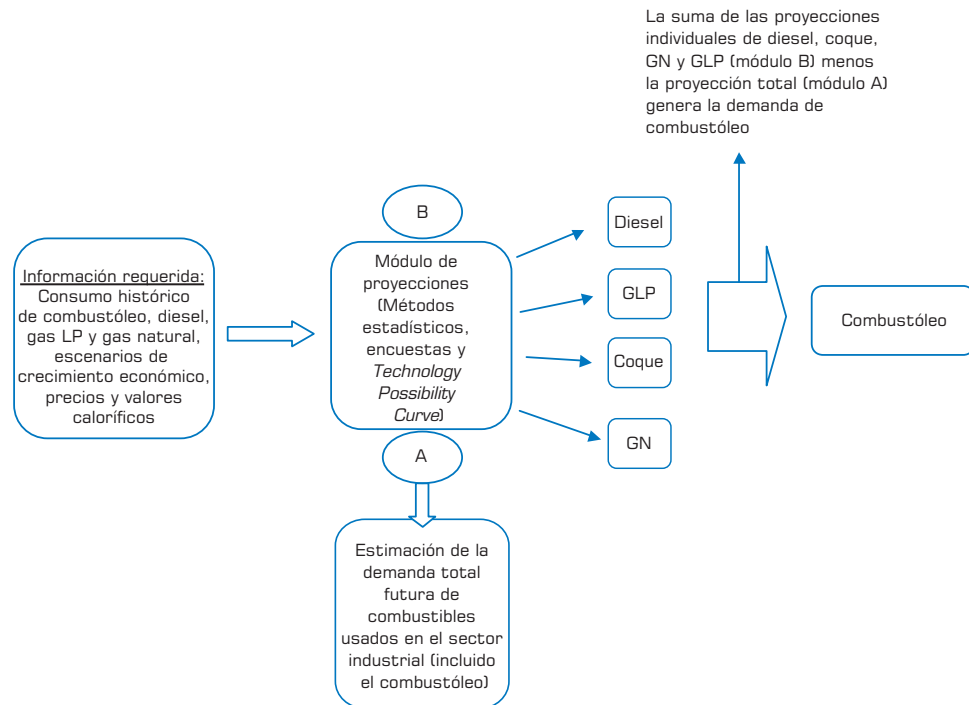 La suma de las proyecciones
individuales de diesel, coque,
GN y GLP (módulo B) menos
la proyección total (módulo A)
genera la demanda de
combustóleo
Información requerida:
Consumo histórico
de combustóleo, diesel,
gas LP y gas natural,
escenarios de
crecimiento económico,
precios y valores
caloríficos
B
Módulo de
proyecciones
(Métodos
estadísticos,
encuestas y
Technology
Possibility
Curve)
A
Estimación de la
demanda total
futura de
combustibles
usados en el sector
industrial (incluido
el combustóleo)
Diesel
GLP
Coque
GN
Combustóleo